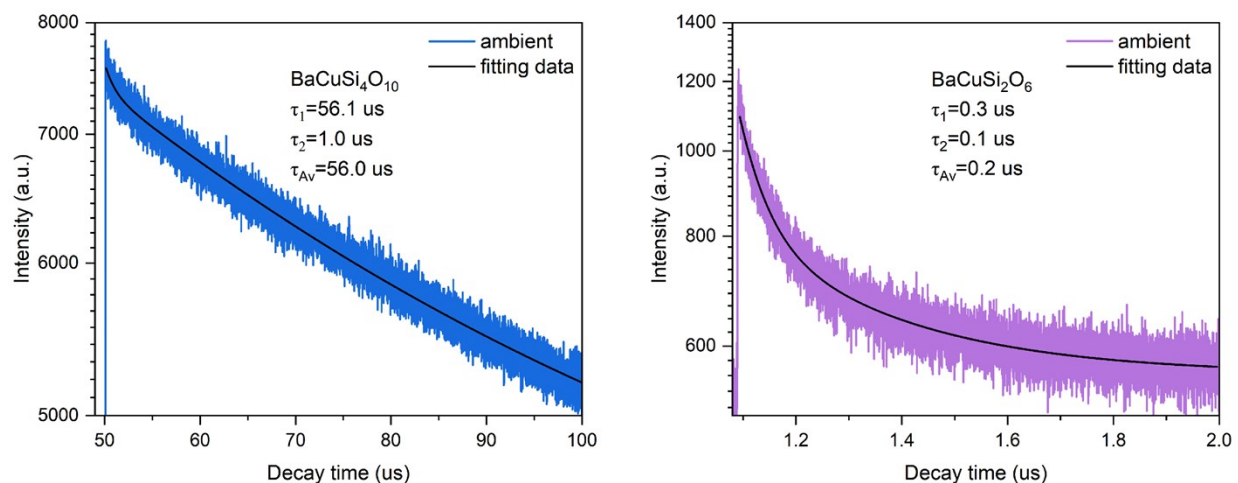 8000
7000
6000
5000
Intensity (a.u.)
ambient
fitting data
BaCuSi₄O₁₀
τ₁=56.1 us
τ₂=1.0 us
τAv=56.0 us
50 60 70 80 90 100
Decay time (us)
1400
1200
1000
800
600
Intensity (a.u.)
ambient
fitting data
BaCuSi₂O₆
τ₁=0.3 us
τ₂=0.1 us
τAv=0.2 us
1.2 1.4 1.6 1.8 2.0
Decay time (us)